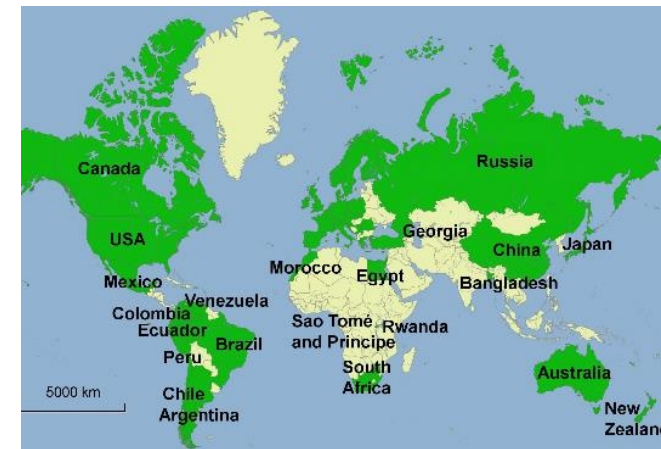 Canada
Russia
USA
Georgia
China
Japan
Morocco
Egypt
Mexico
Bangladesh
Venezuela
Colombia
Ecuador
Sao Tomé
and Principe
Rwanda
Brazil
Peru
South
Africa
Australia
5000 km
Chile
Argentina
New
Zealan